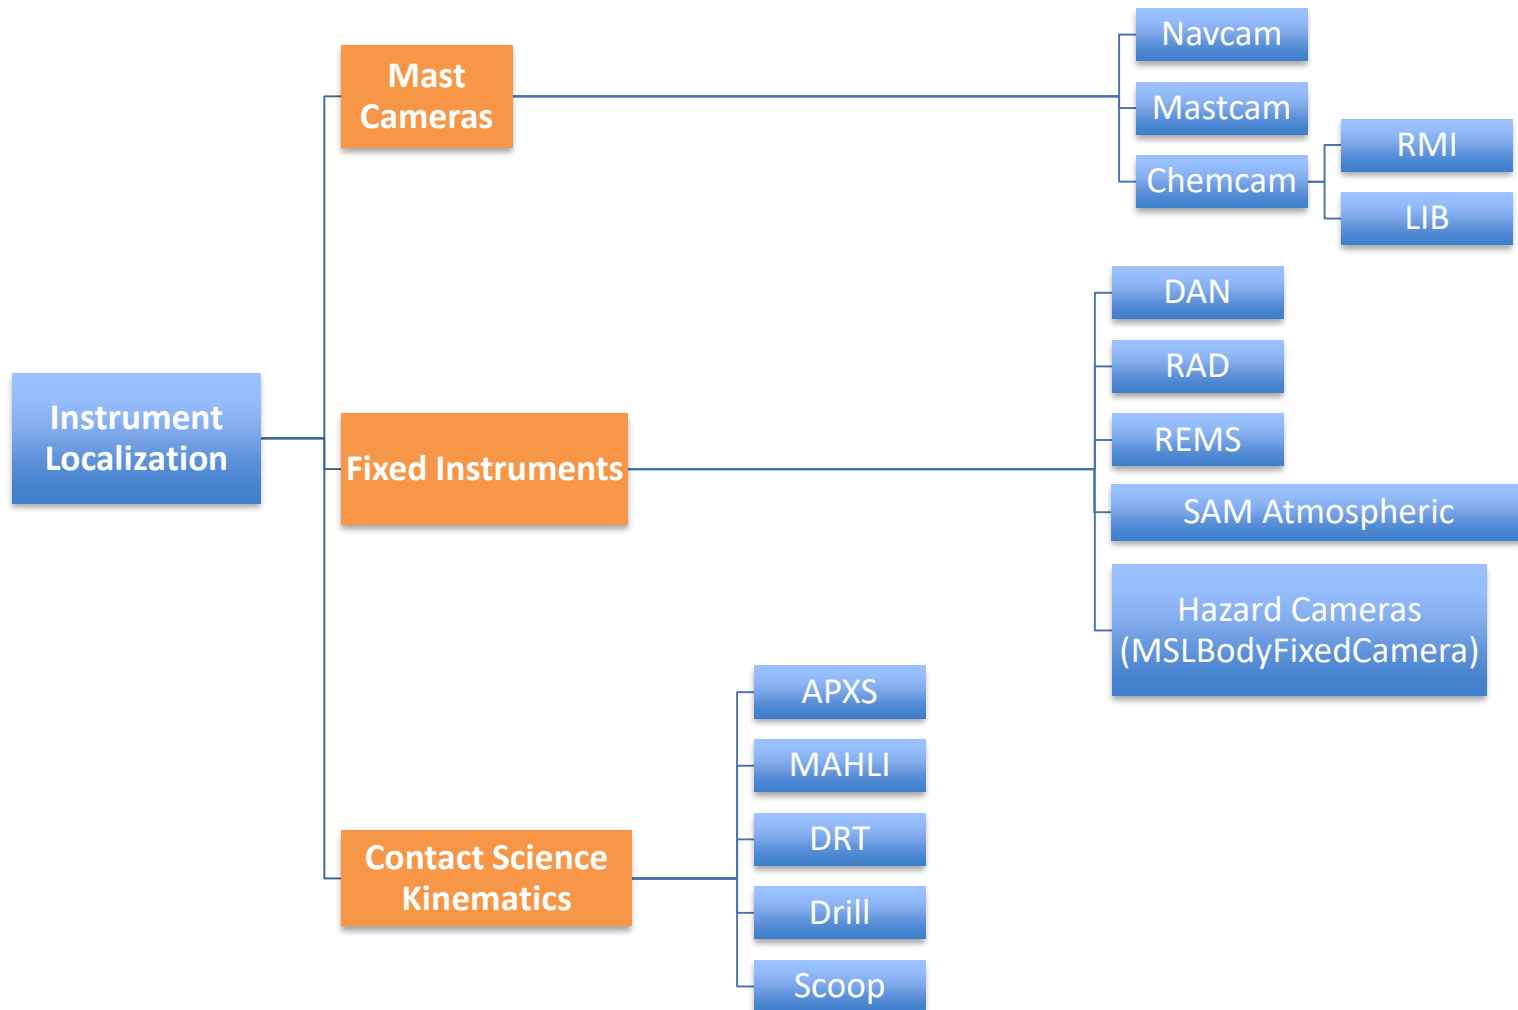 Instrument
Localization
Mast
Cameras
Navcam
Mastcam
Chemcam
RMI
LIB
Fixed Instruments
DAN
RAD
REMS
SAM Atmospheric
Hazard Cameras
(MSLBodyFixedCamera)
Contact Science
Kinematics
APXS
MAHLI
DRT
Drill
Scoop